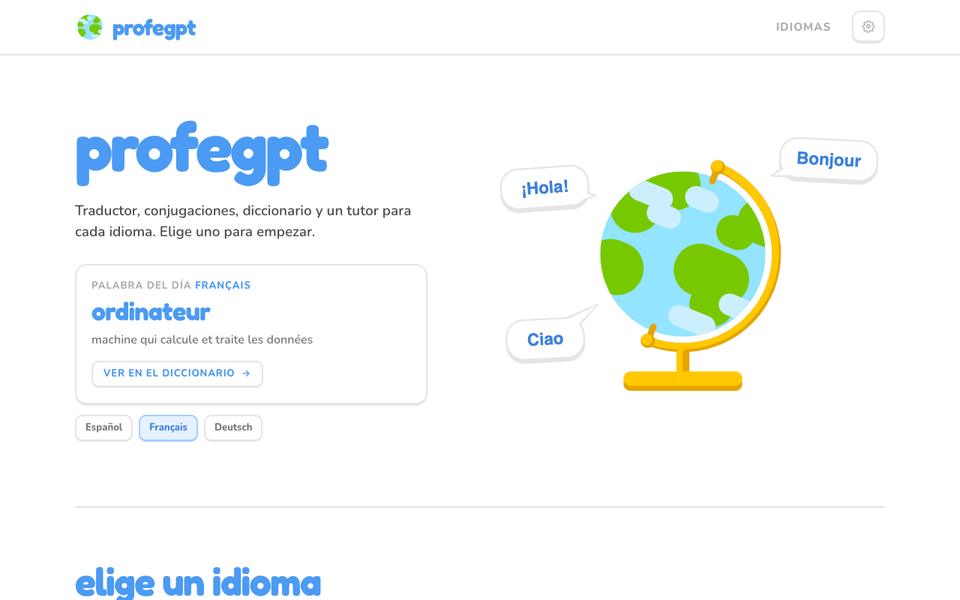 profegpt
IDIOMAS
profegpt
Traductor, conjugaciones, diccionario y un tutor para
cada idioma. Elige uno para empezar.
PALABRA DEL DÍA FRANÇAIS
ordinateur
machine qui calcule et traite les données
VER EN EL DICCIONARIO →
Español
Français
Deutsch
¡Hola!
Bonjour
Ciao
elige un idioma